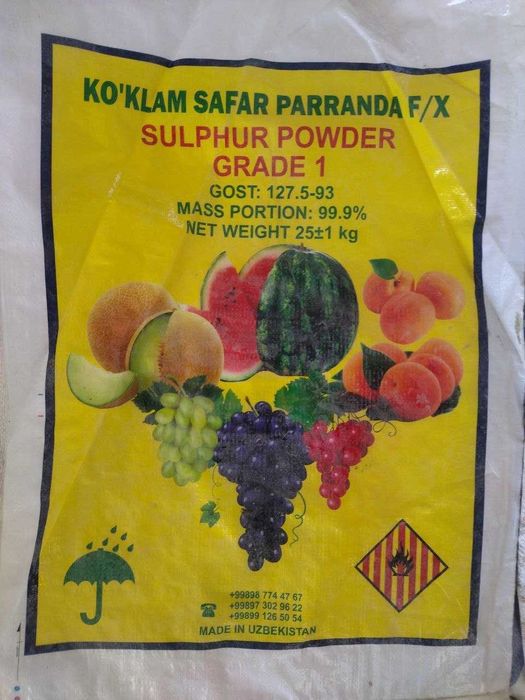 KO'KLAM SAFAR PARRANDA F/X
SULPHUR POWDER
GRADE 1
GOST: 127.5-93
MASS PORTION: 99.9%
NET WEIGHT 25±1 kg
+99898 774 47 67
+99897 302 96 22
+99899 126 50 54
MADE IN UZBEKISTAN